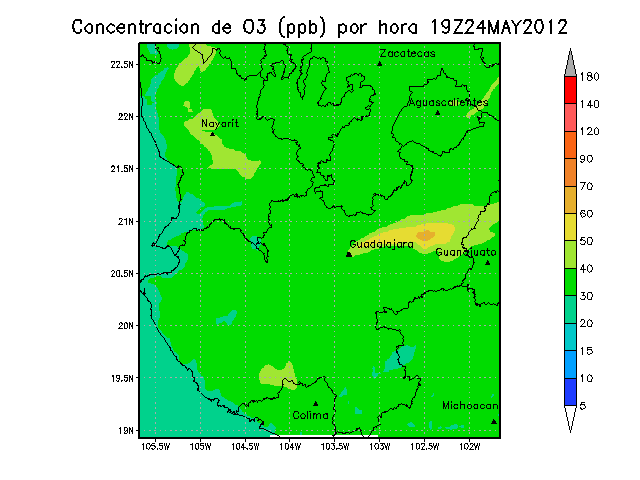 Concentracion de O3 (ppb) por hora 19Z24MAY2012
22.5N
22N
21.5N
21N
20.5N
20N
19.5N
19N
Zacatecas
Aguascalientes
Nayarit
Guadalajara
Guanajuato
Colima
Michoacan
105.5W 105W 104.5W 104W 103.5W 103W 102.5W 102W
180
140
120
90
70
60
50
40
30
20
15
10
5